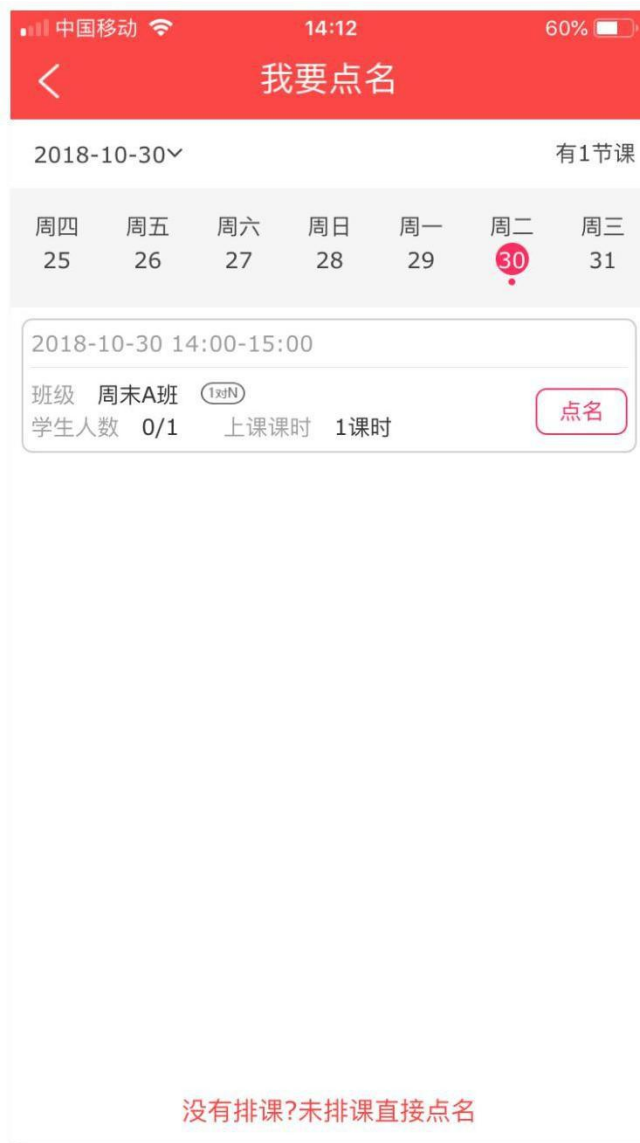 中国移动 14:12 60%
我要点名
2018-10-30 有1节课
周四 周五 周六 周日 周一 周二 周三
25 26 27 28 29 30 31
2018-10-30 14:00-15:00
班级 周末A班 1对N
点名
学生人数 0/1 上课课时 1课时
没有排课?未排课直接点名